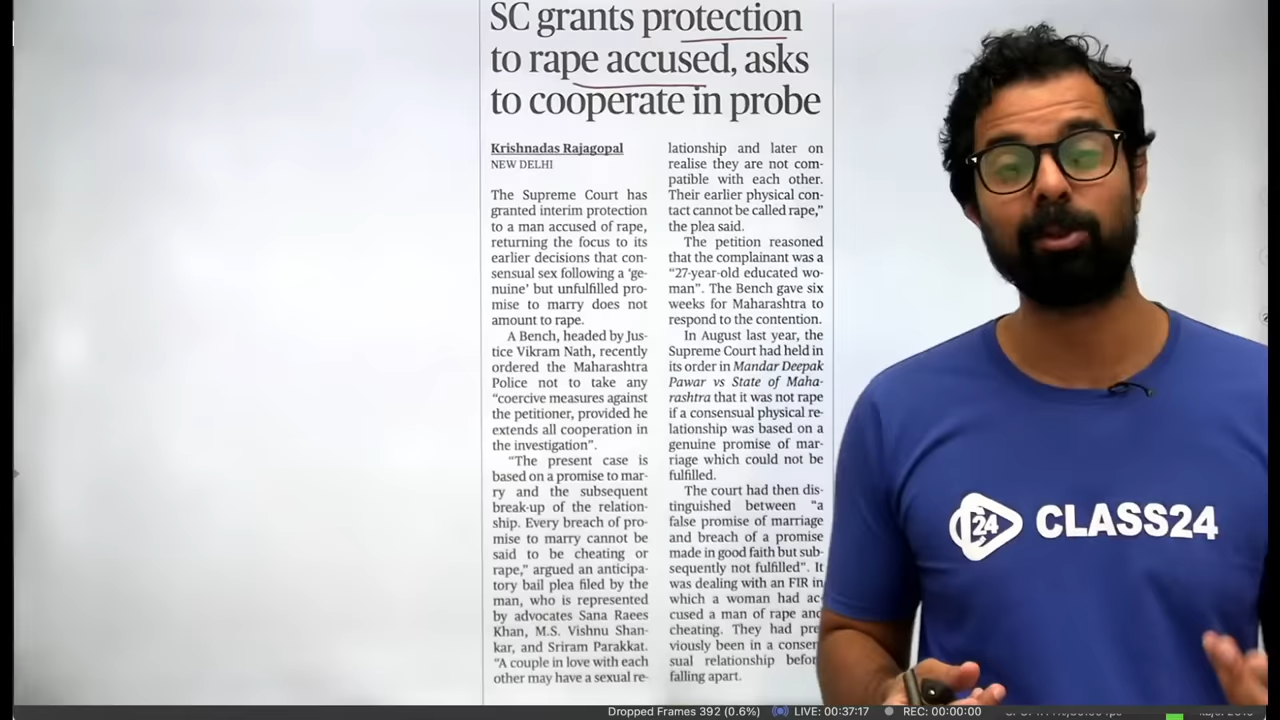 SC grants protection
to rape accused, asks
to cooperate in probe
Krishnadas Rajagopal
NEW DELHI
The Supreme Court has
granted interim protection
to a man accused of rape,
returning the focus to its
earlier decisions that con-
sensual sex following a ‘ge-
nuine’ but unfulfilled pro-
mise to marry does not
amount to rape.
A Bench, headed by Jus-
tice Vikram Nath, recently
ordered the Maharashtra
Police not to take any
“coercive measures against
the petitioner, provided he
extends all cooperation in
the investigation”.
“The present case is
based on a promise to mar-
ry and the subsequent
break-up of the relation-
ship. Every breach of pro-
mise to marry cannot be
said to be cheating or
rape,” argued an anticipa-
tory bail plea filed by the
man, who is represented
by advocates Sana Raees
Khan, M.S. Vishnu Shan-
kar, and Sriram Parakkat.
“A couple in love with each
other may have a sexual re-
lationship and later on
realise they are not com-
patible with each other.
Their earlier physical con-
tact cannot be called rape,”
the plea said.
The petition reasoned
that the complainant was a
“27-year-old educated wo-
man”. The Bench gave six
weeks for Maharashtra to
respond to the contention.
In August last year, the
Supreme Court had held in
its order in Mandar Deepak
Pawar vs State of Maha-
rashtra that it was not rape
if a consensual physical re-
lationship was based on a
genuine promise of mar-
riage which could not be
fulfilled.
The court had then dis-
tinguished between “a
false promise of marriage
and breach of a promise
made in good faith but sub-
sequently not fulfilled”. It
was dealing with an FIR in
which a woman had ac-
cused a man of rape and
cheating. They had pre
viously been in a consen
sual relationship before
falling apart.
24 CLASS24
Dropped Frames 392 (0.6%) LIVE: 00:37:17 REC: 00:00:00